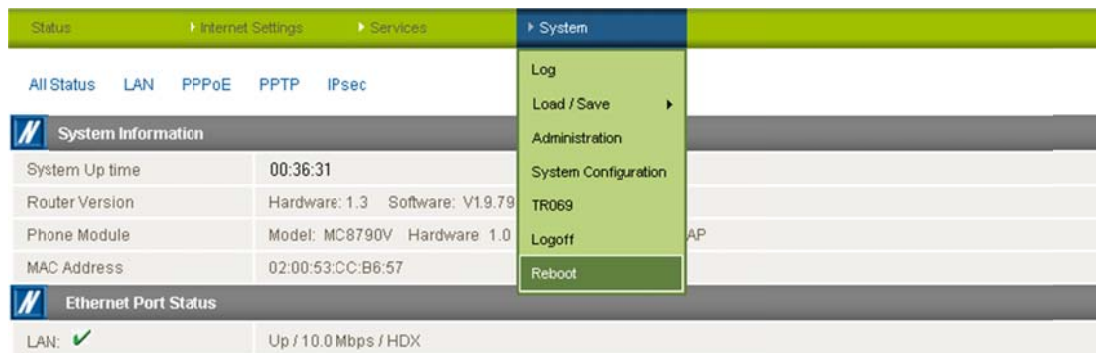 Status Internet Settings Services System
All Status LAN PPPoE PPTP IPsec
Log
Load / Save
Administration
System Configuration
TR069
Logoff
Reboot
System Information
System Up time 00:36:31
Router Version Hardware: 1.3 Software: V1.9.79
Phone Module Model: MC8790V Hardware 1.0 AP
MAC Address 02:00:53:CC:B6:57
Ethernet Port Status
LAN: Up / 10.0 Mbps / HDX